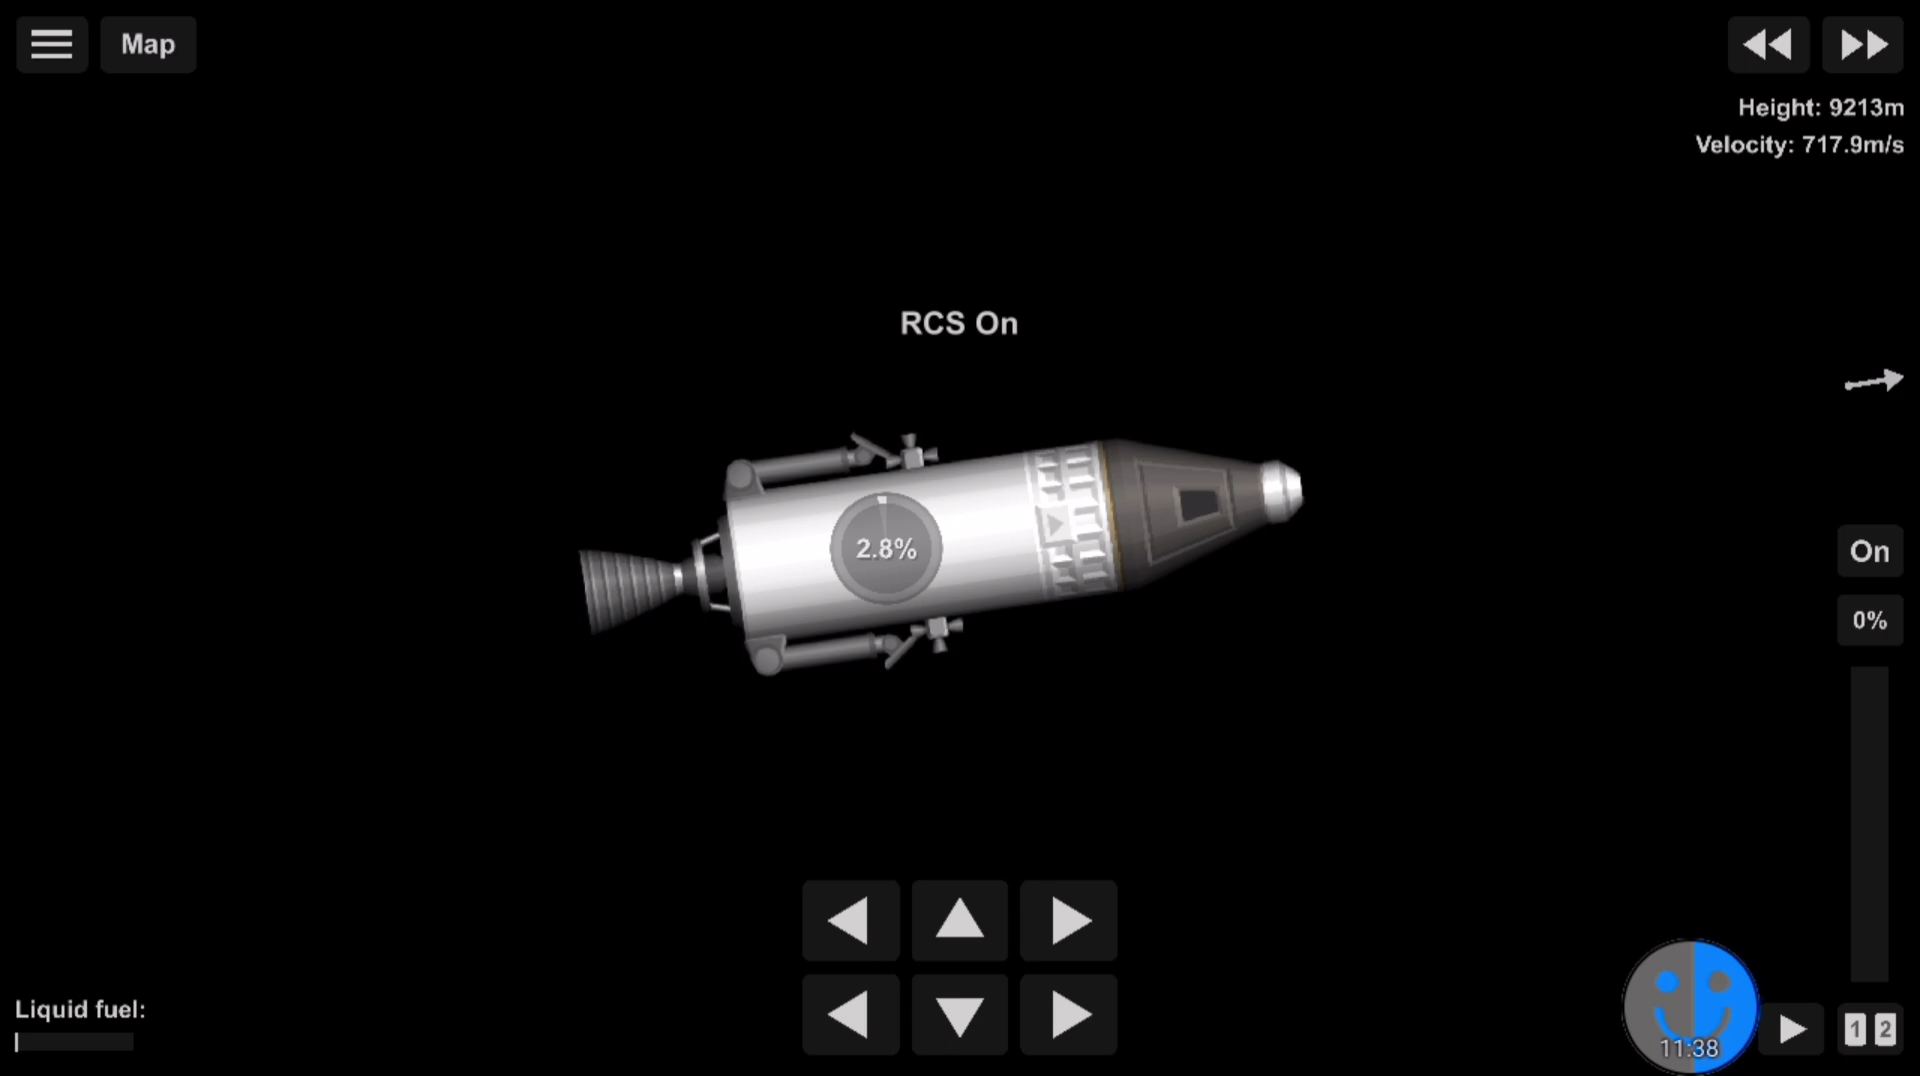 Map
Height: 9213m
Velocity: 717.9m/s
RCS On
2.8%
On
0%
Liquid fuel:
11:38
1 2